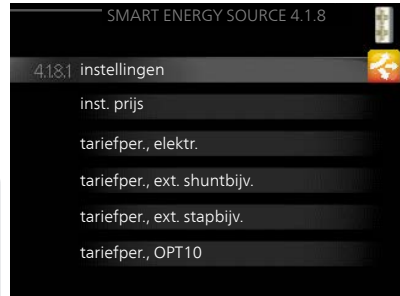 SMART ENERGY SOURCE 4.1.8
4.1.8.1 instellingen
inst. prijs
tariefper., elektr.
tariefper., ext. shuntbijv.
tariefper., ext. stapbijv.
tariefper., OPT10